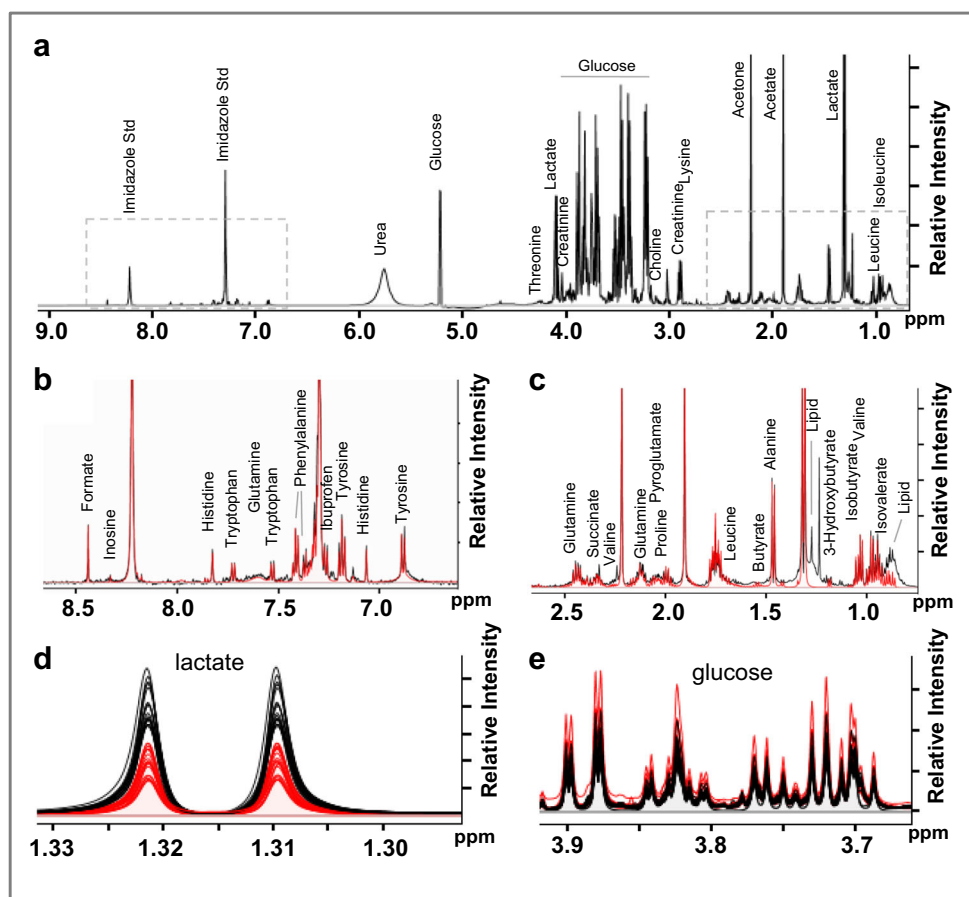 a
Imidazole Std
Imidazole Std
Urea
Glucose
Threonine
Lactate
Creatinine
Glucose
Choline
Creatinine
Lysine
Acetone
Acetate
Lactate
Leucine
Isoleucine
Relative Intensity
9.0 8.0 7.0 6.0 5.0 4.0 3.0 2.0 1.0 ppm
b
Formate
Inosine
Histidine
Tryptophan
Glutamine
Tryptophan
Phenylalanine
Ibuprofen
Tyrosine
Histidine
Tyrosine
Relative Intensity
8.5 8.0 7.5 7.0 ppm
c
Glutamine
Succinate
Valine
Glutamine
Proline
Pyroglutamate
Leucine
Butyrate
Alanine
Lipid
3-Hydroxybutyrate
Isobutyrate
Valine
Isovalerate
Lipid
Relative Intensity
2.5 2.0 1.5 1.0 ppm
d
lactate
Relative Intensity
1.33 1.32 1.31 1.30 ppm
e
glucose
Relative Intensity
3.9 3.8 3.7 ppm